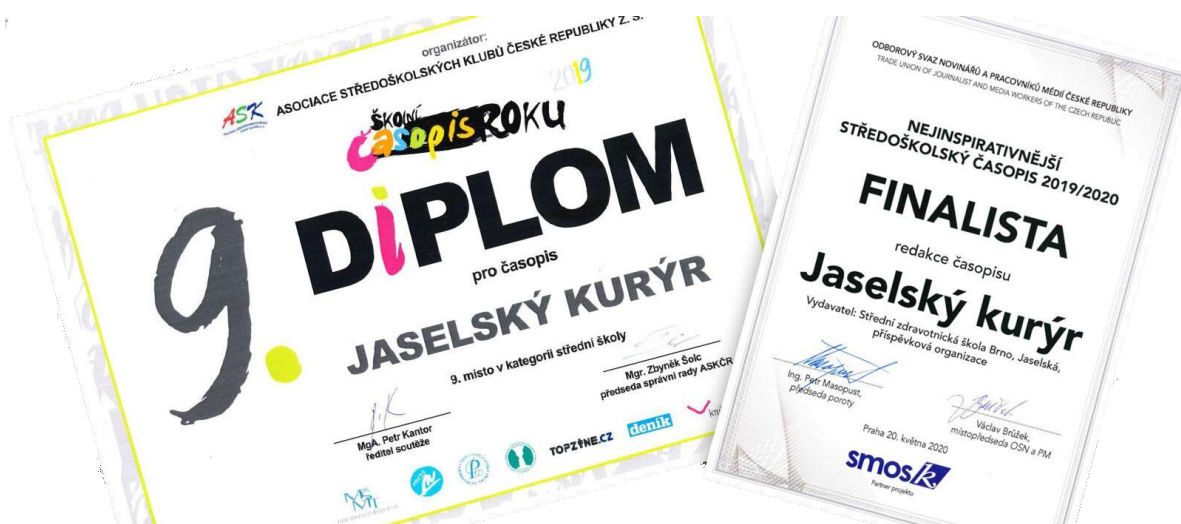 organizátor:
ASK ASOCIACE STŘEDOŠKOLSKÝCH KLUBŮ ČESKÉ REPUBLIKY Z. S.
2019
ŠKOLNÍ
časopis ROKU
9. DiPLOM
pro časopis
JASELSKÝ KURÝR
9. místo v kategorii střední školy
MgA. Petr Kantor
ředitel soutěže
Mgr. Zbyněk Šolc
předseda správní rady ASKČR
TOPZINE.CZ
deník
ODBOROVÝ SVAZ NOVINÁŘŮ A PRACOVNÍKŮ MÉDIÍ ČESKÉ REPUBLIKY
TRADE UNION OF JOURNALIST AND MEDIA WORKERS OF THE CZECH REPUBLIC
NEJINSPIRATIVNĚJŠÍ
STŘEDOŠKOLSKÝ ČASOPIS 2019/2020
FINALISTA
redakce časopisu
Jaselský kurýr
Vydavatel: Střední zdravotnická škola Brno, Jaselská,
příspěvková organizace
Ing. Petr Masopust,
předseda poroty
Václav Brůžek,
místopředseda OSN a PM
Praha 20. května 2020
smosk
Partner projektu